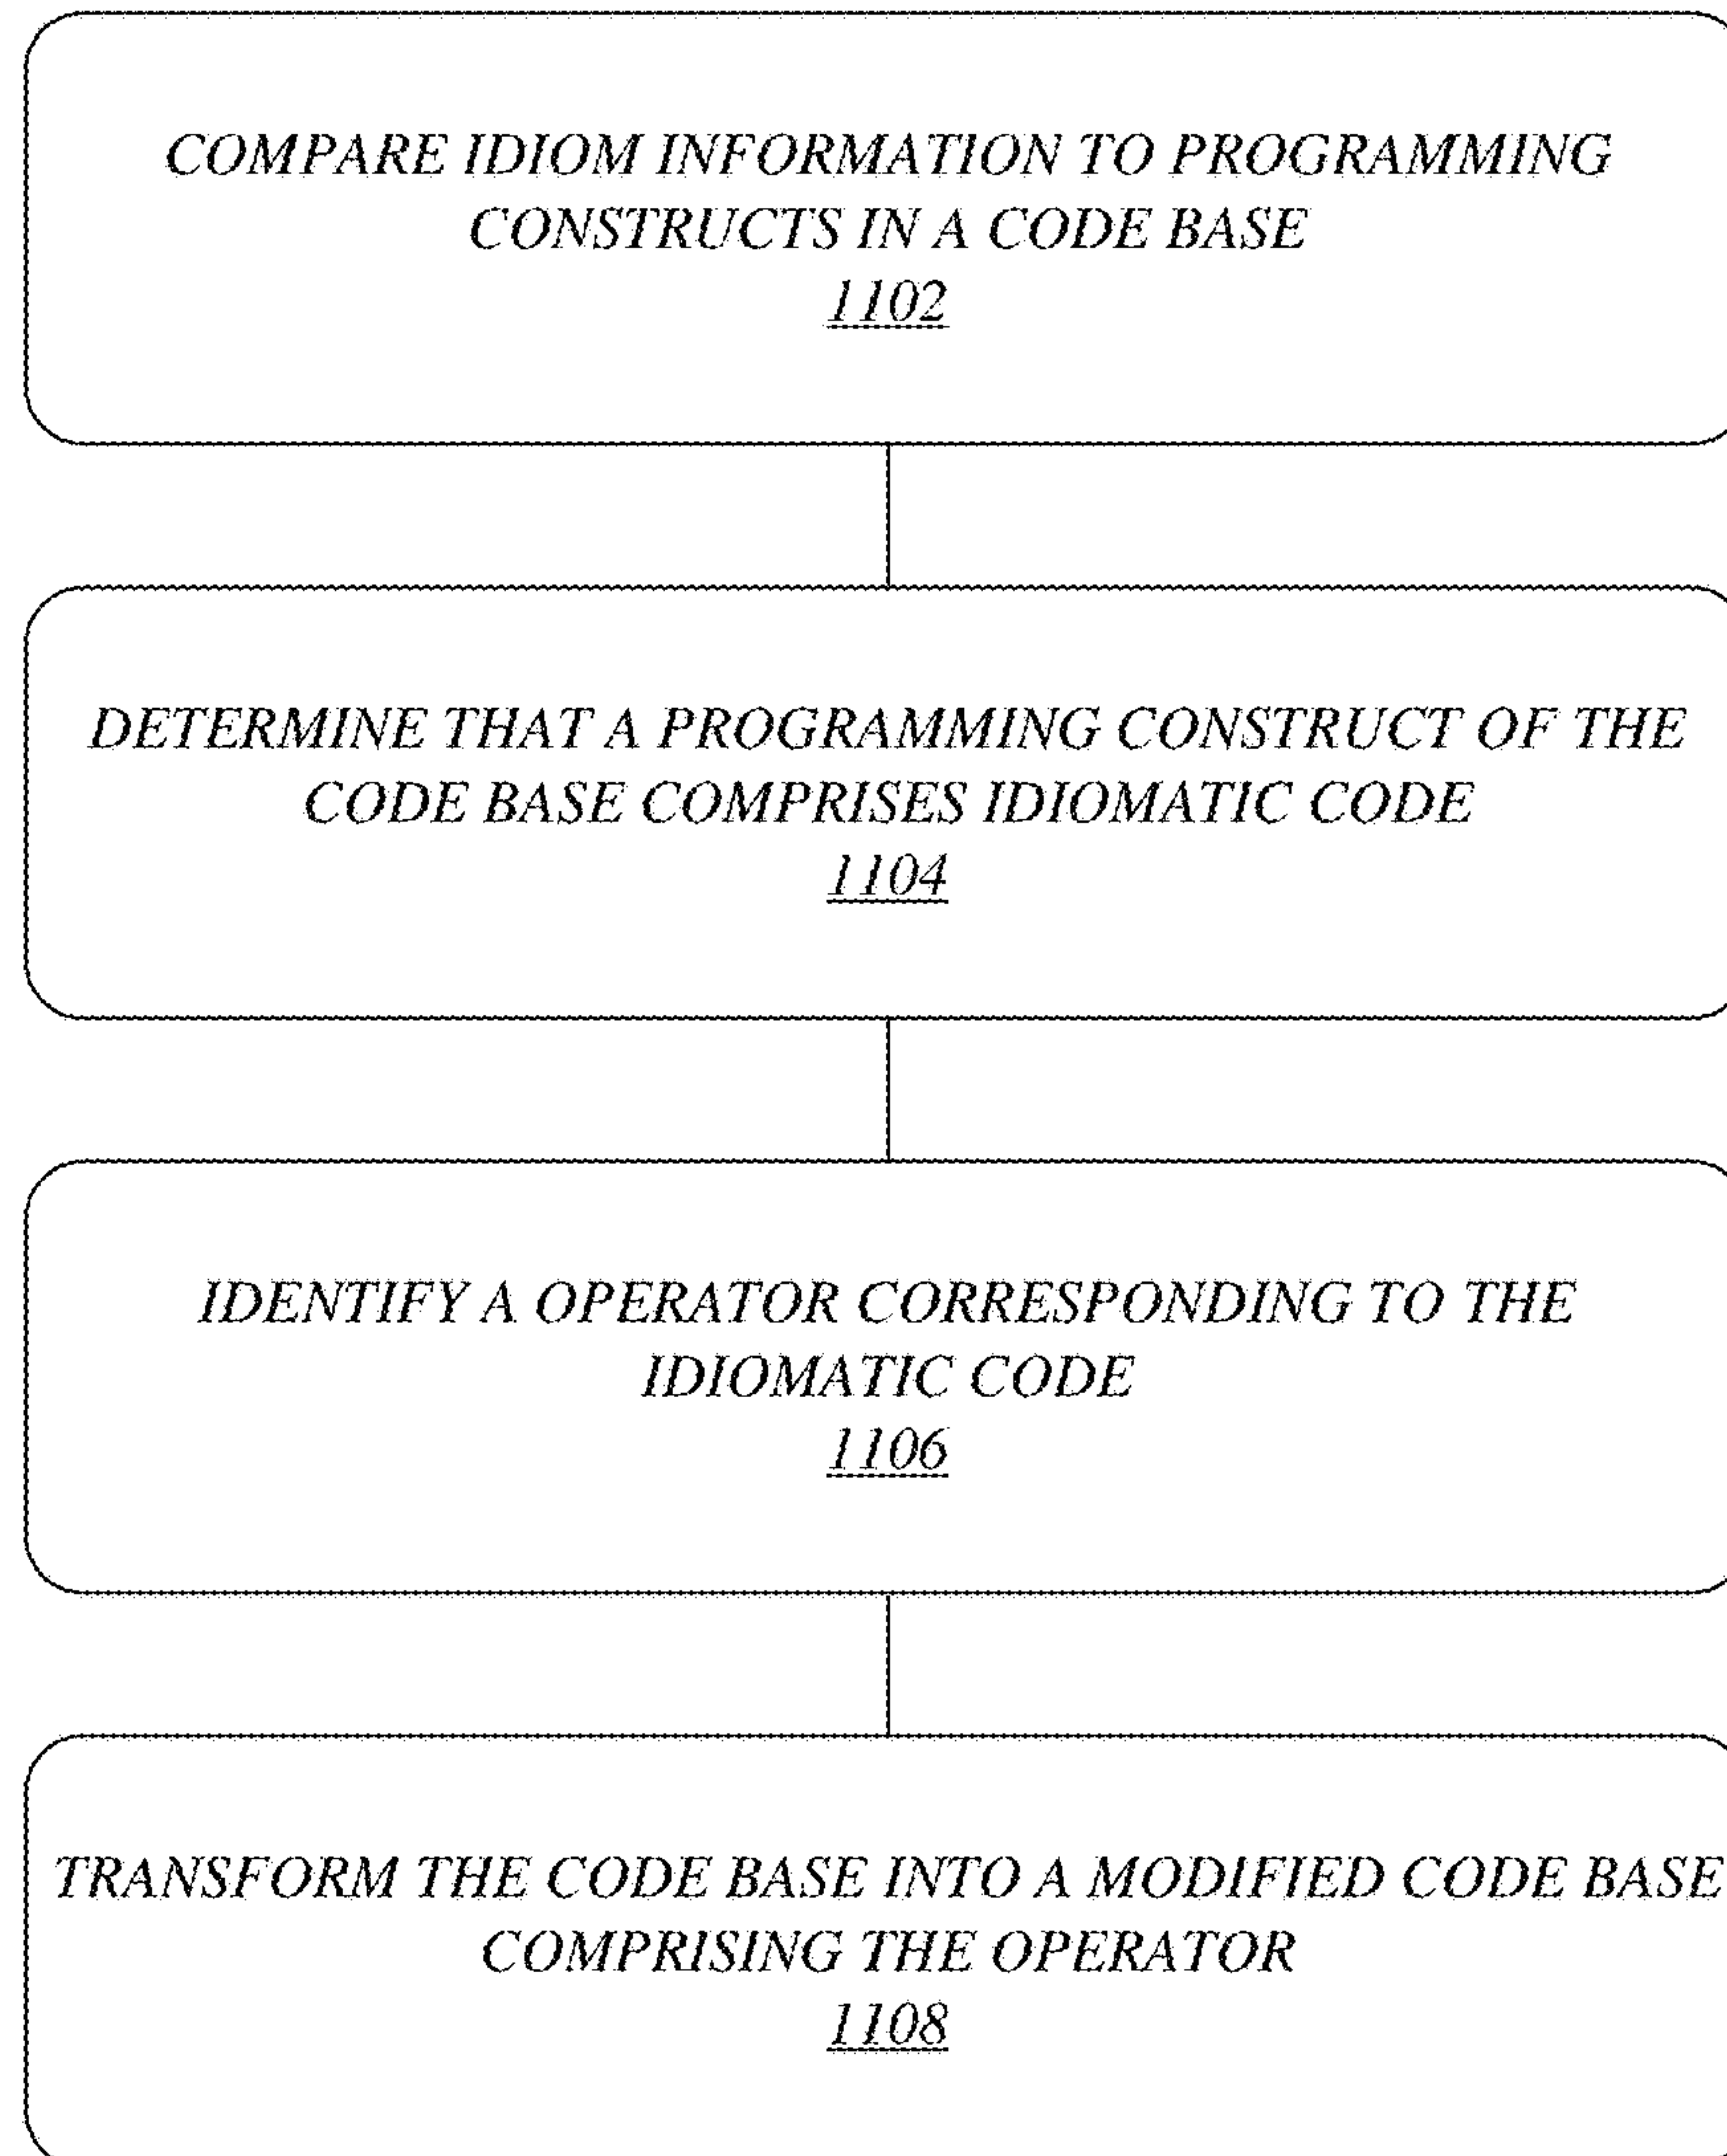 COMPARE IDIOM INFORMATION TO PROGRAMMING
CONSTRUCTS IN A CODE BASE
1102
DETERMINE THAT A PROGRAMMING CONSTRUCT OF THE
CODE BASE COMPRISES IDIOMATIC CODE
1104
IDENTIFY A OPERATOR CORRESPONDING TO THE
IDIOMATIC CODE
1106
TRANSFORM THE CODE BASE INTO A MODIFIED CODE BASE
COMPRISING THE OPERATOR
1108